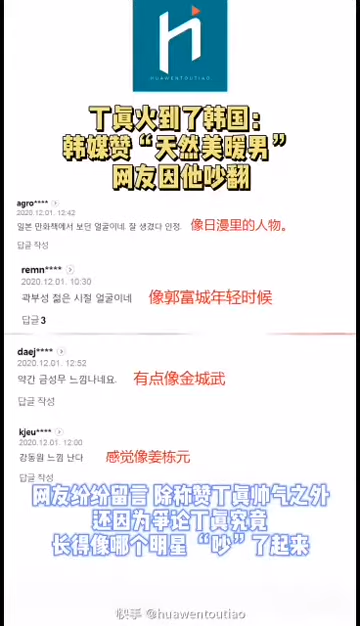 HUAWENTOUTIAO
丁真火到了韩国：
韩媒赞“天然美暖男”
网友因他吵翻
agro****
2020.12.01. 12:42
일본 만화책에서 보던 얼굴이네. 잘 생겼다 인정. 像日漫里的人物。
답글 작성
remn****
2020.12.01. 10:30
곽부성 젊은 시절 얼굴이네 像郭富城年轻时候
답글 3
daej****
2020.12.01. 12:52
약간 금성무 느낌나네요. 有点像金城武
답글 작성
kjeu****
2020.12.01. 12:00
강동원 느낌 난다 感觉像姜栋元
답글 작성
网友纷纷留言 除称赞丁真帅气之外
还因为争论丁真究竟
长得像哪个明星“吵”了起来
快手 @huawentoutiao